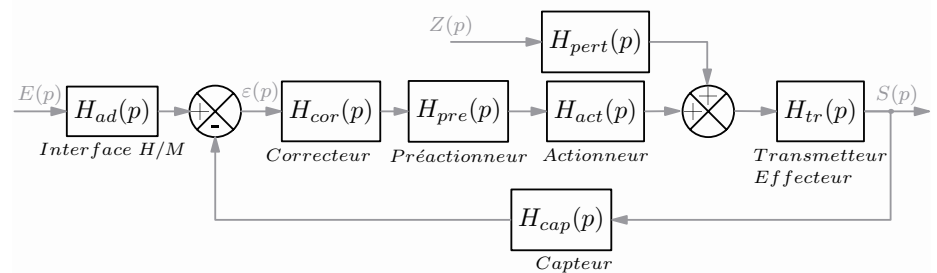 Z(p)
H_pert(p)
E(p)
H_ad(p)
+
-
ε(p)
H_cor(p)
H_pre(p)
H_act(p)
+
+
H_tr(p)
S(p)
Interface H/M
Correcteur
Préactionneur
Actionneur
Transmetteur
Effecteur
H_cap(p)
Capteur